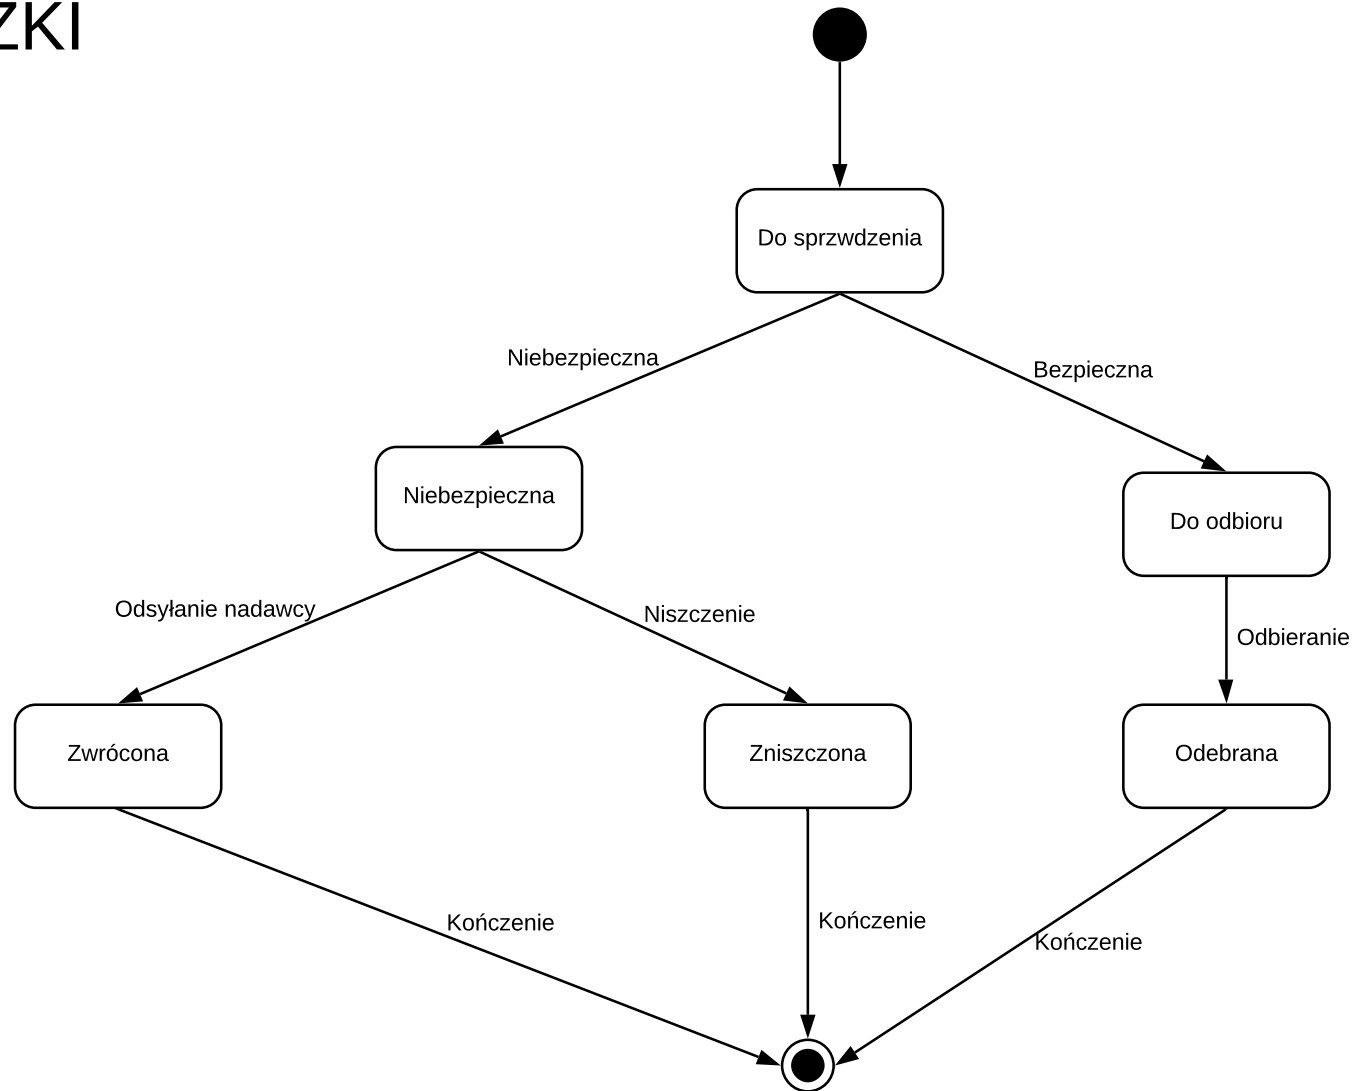 ZKI
Do sprzwdzenia
Niebezpieczna
Bezpieczna
Niebezpieczna
Do odbioru
Odsyłanie nadawcy
Niszczenie
Odbieranie
Zwrócona
Zniszczona
Odebrana
Kończenie
Kończenie
Kończenie